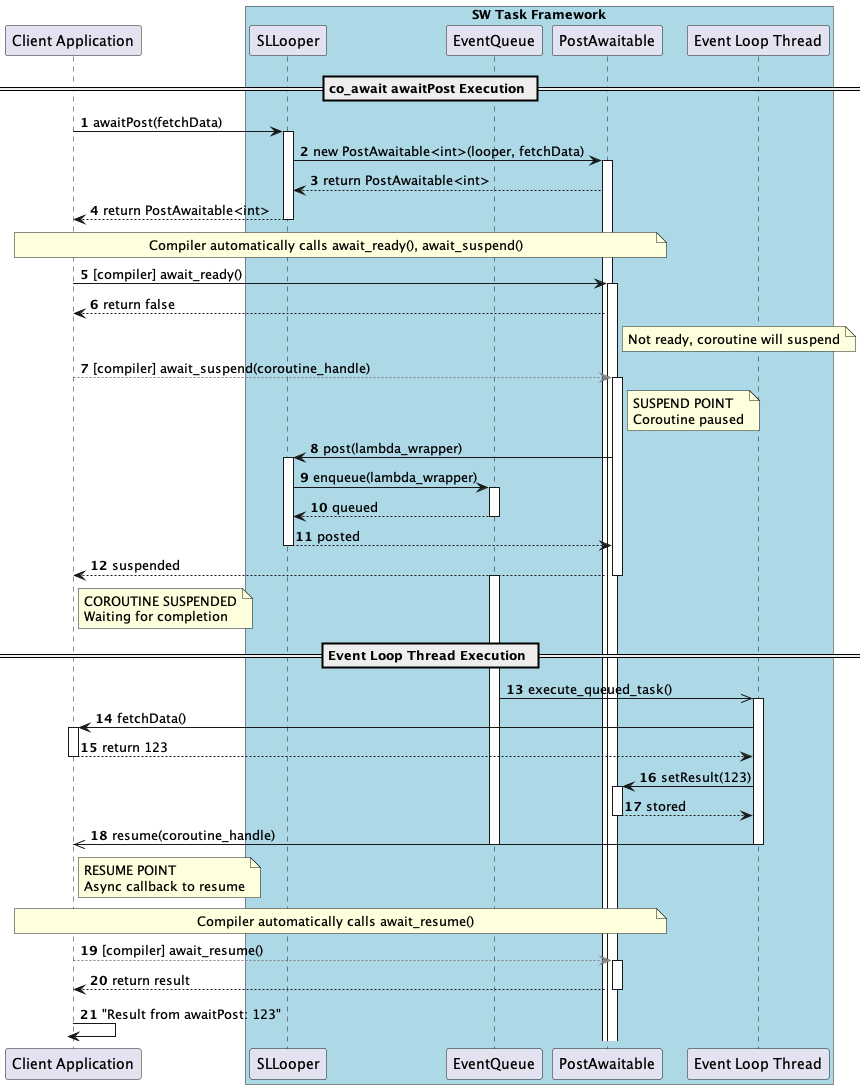 SW Task Framework
Client Application
SLLooper
EventQueue
PostAwaitable
Event Loop Thread
co_await awaitPost Execution
1 awaitPost(fetchData)
2 new PostAwaitable<int>(looper, fetchData)
3 return PostAwaitable<int>
4 return PostAwaitable<int>
Compiler automatically calls await_ready(), await_suspend()
5 [compiler] await_ready()
6 return false
Not ready, coroutine will suspend
7 [compiler] await_suspend(coroutine_handle)
SUSPEND POINT
Coroutine paused
8 post(lambda_wrapper)
9 enqueue(lambda_wrapper)
10 queued
11 posted
12 suspended
COROUTINE SUSPENDED
Waiting for completion
Event Loop Thread Execution
13 execute_queued_task()
14 fetchData()
15 return 123
16 setResult(123)
17 stored
18 resume(coroutine_handle)
RESUME POINT
Async callback to resume
Compiler automatically calls await_resume()
19 [compiler] await_resume()
20 return result
21 "Result from awaitPost: 123"
Client Application
SLLooper
EventQueue
PostAwaitable
Event Loop Thread